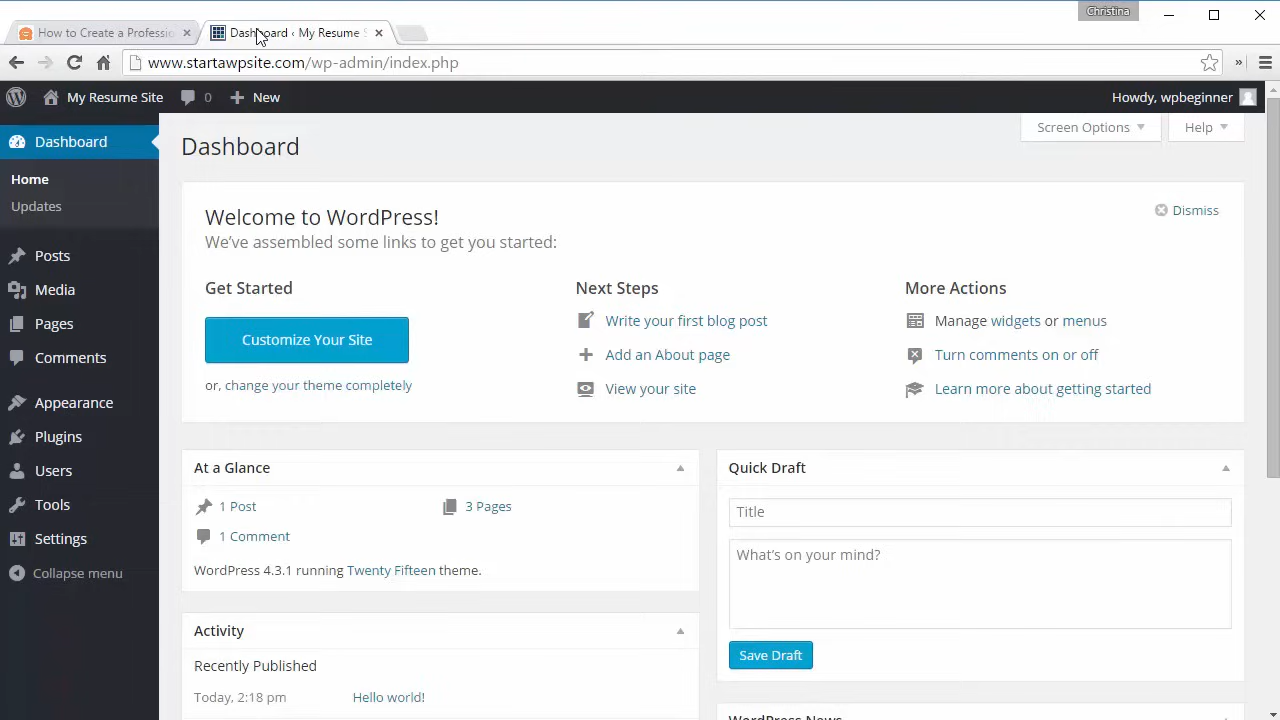 Christina
How to Create a Professio
Dashboard ‹ My Resume S
www.startawpsite.com/wp-admin/index.php
My Resume Site 0 New Howdy, wpbeginner
Screen Options Help
Dashboard
Home
Updates
Posts
Media
Pages
Comments
Appearance
Plugins
Users
Tools
Settings
Collapse menu
Dashboard
Welcome to WordPress!
Dismiss
We've assembled some links to get you started:
Get Started
Customize Your Site
or, change your theme completely
Next Steps
Write your first blog post
Add an About page
View your site
More Actions
Manage widgets or menus
Turn comments on or off
Learn more about getting started
At a Glance
1 Post 3 Pages
1 Comment
WordPress 4.3.1 running Twenty Fifteen theme.
Activity
Recently Published
Today, 2:18 pm Hello world!
Quick Draft
Title
What's on your mind?
Save Draft
WordPress News